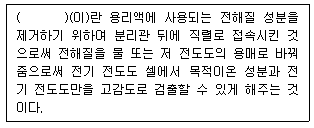 (        )(이)란 용리액에 사용되는 전해질 성분을
제거하기 위하여 분리관 뒤에 직렬로 접속시킨 것
으로써 전해질을 물 또는 저 전도도의 용매로 바꿔
줌으로써 전기 전도도 셀에서 목적이온 성분과 전
기 전도도만을 고감도로 검출할 수 있게 해주는 것
이다.